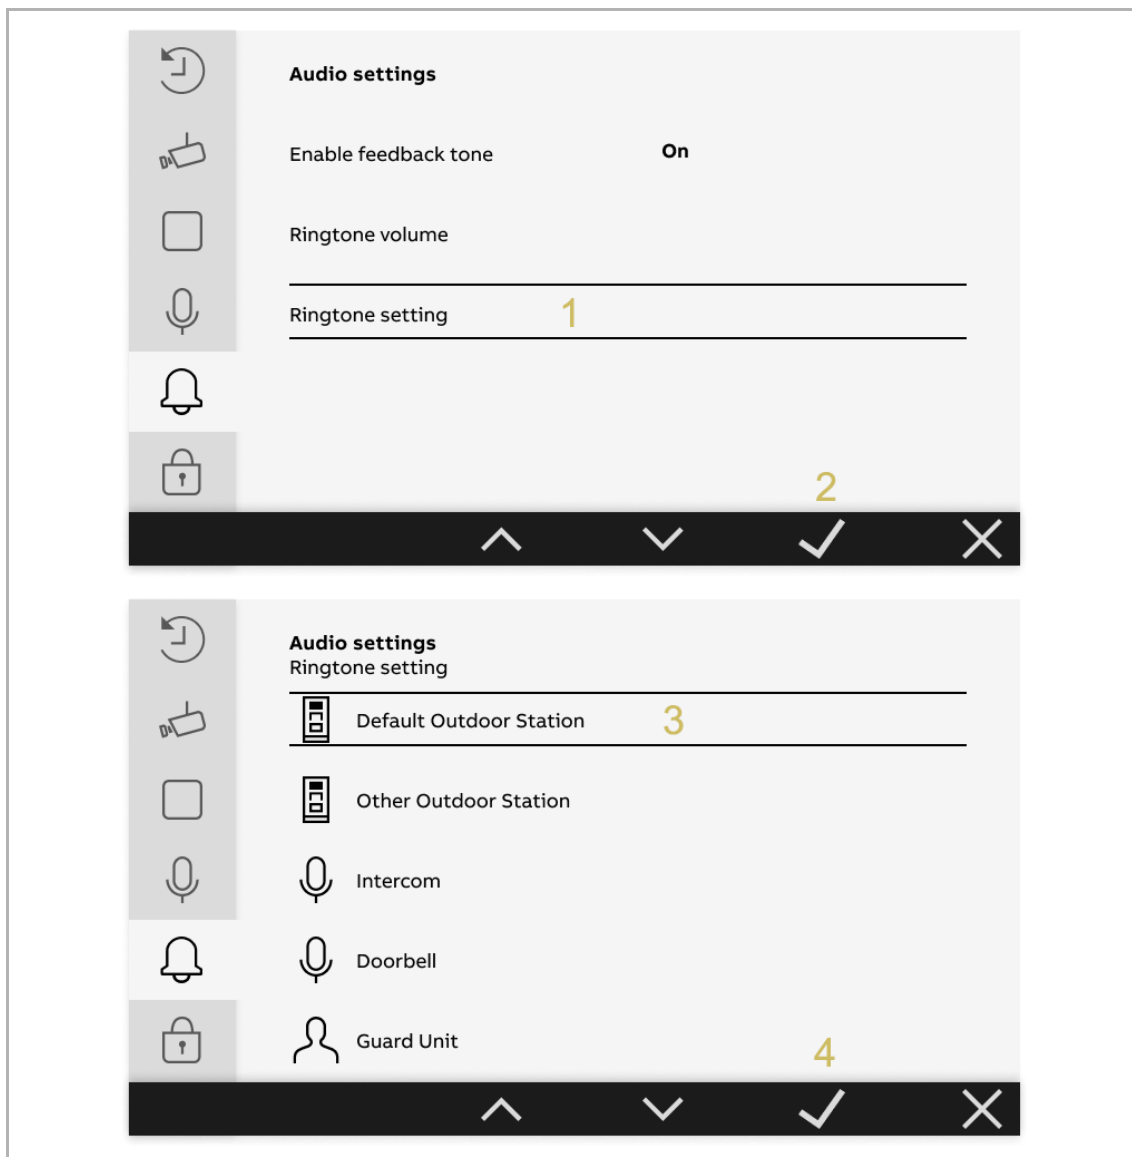 Audio settings
Enable feedback tone On
Ringtone volume
Ringtone setting 1
2
Audio settings
Ringtone setting
Default Outdoor Station 3
Other Outdoor Station
Intercom
Doorbell
Guard Unit
4